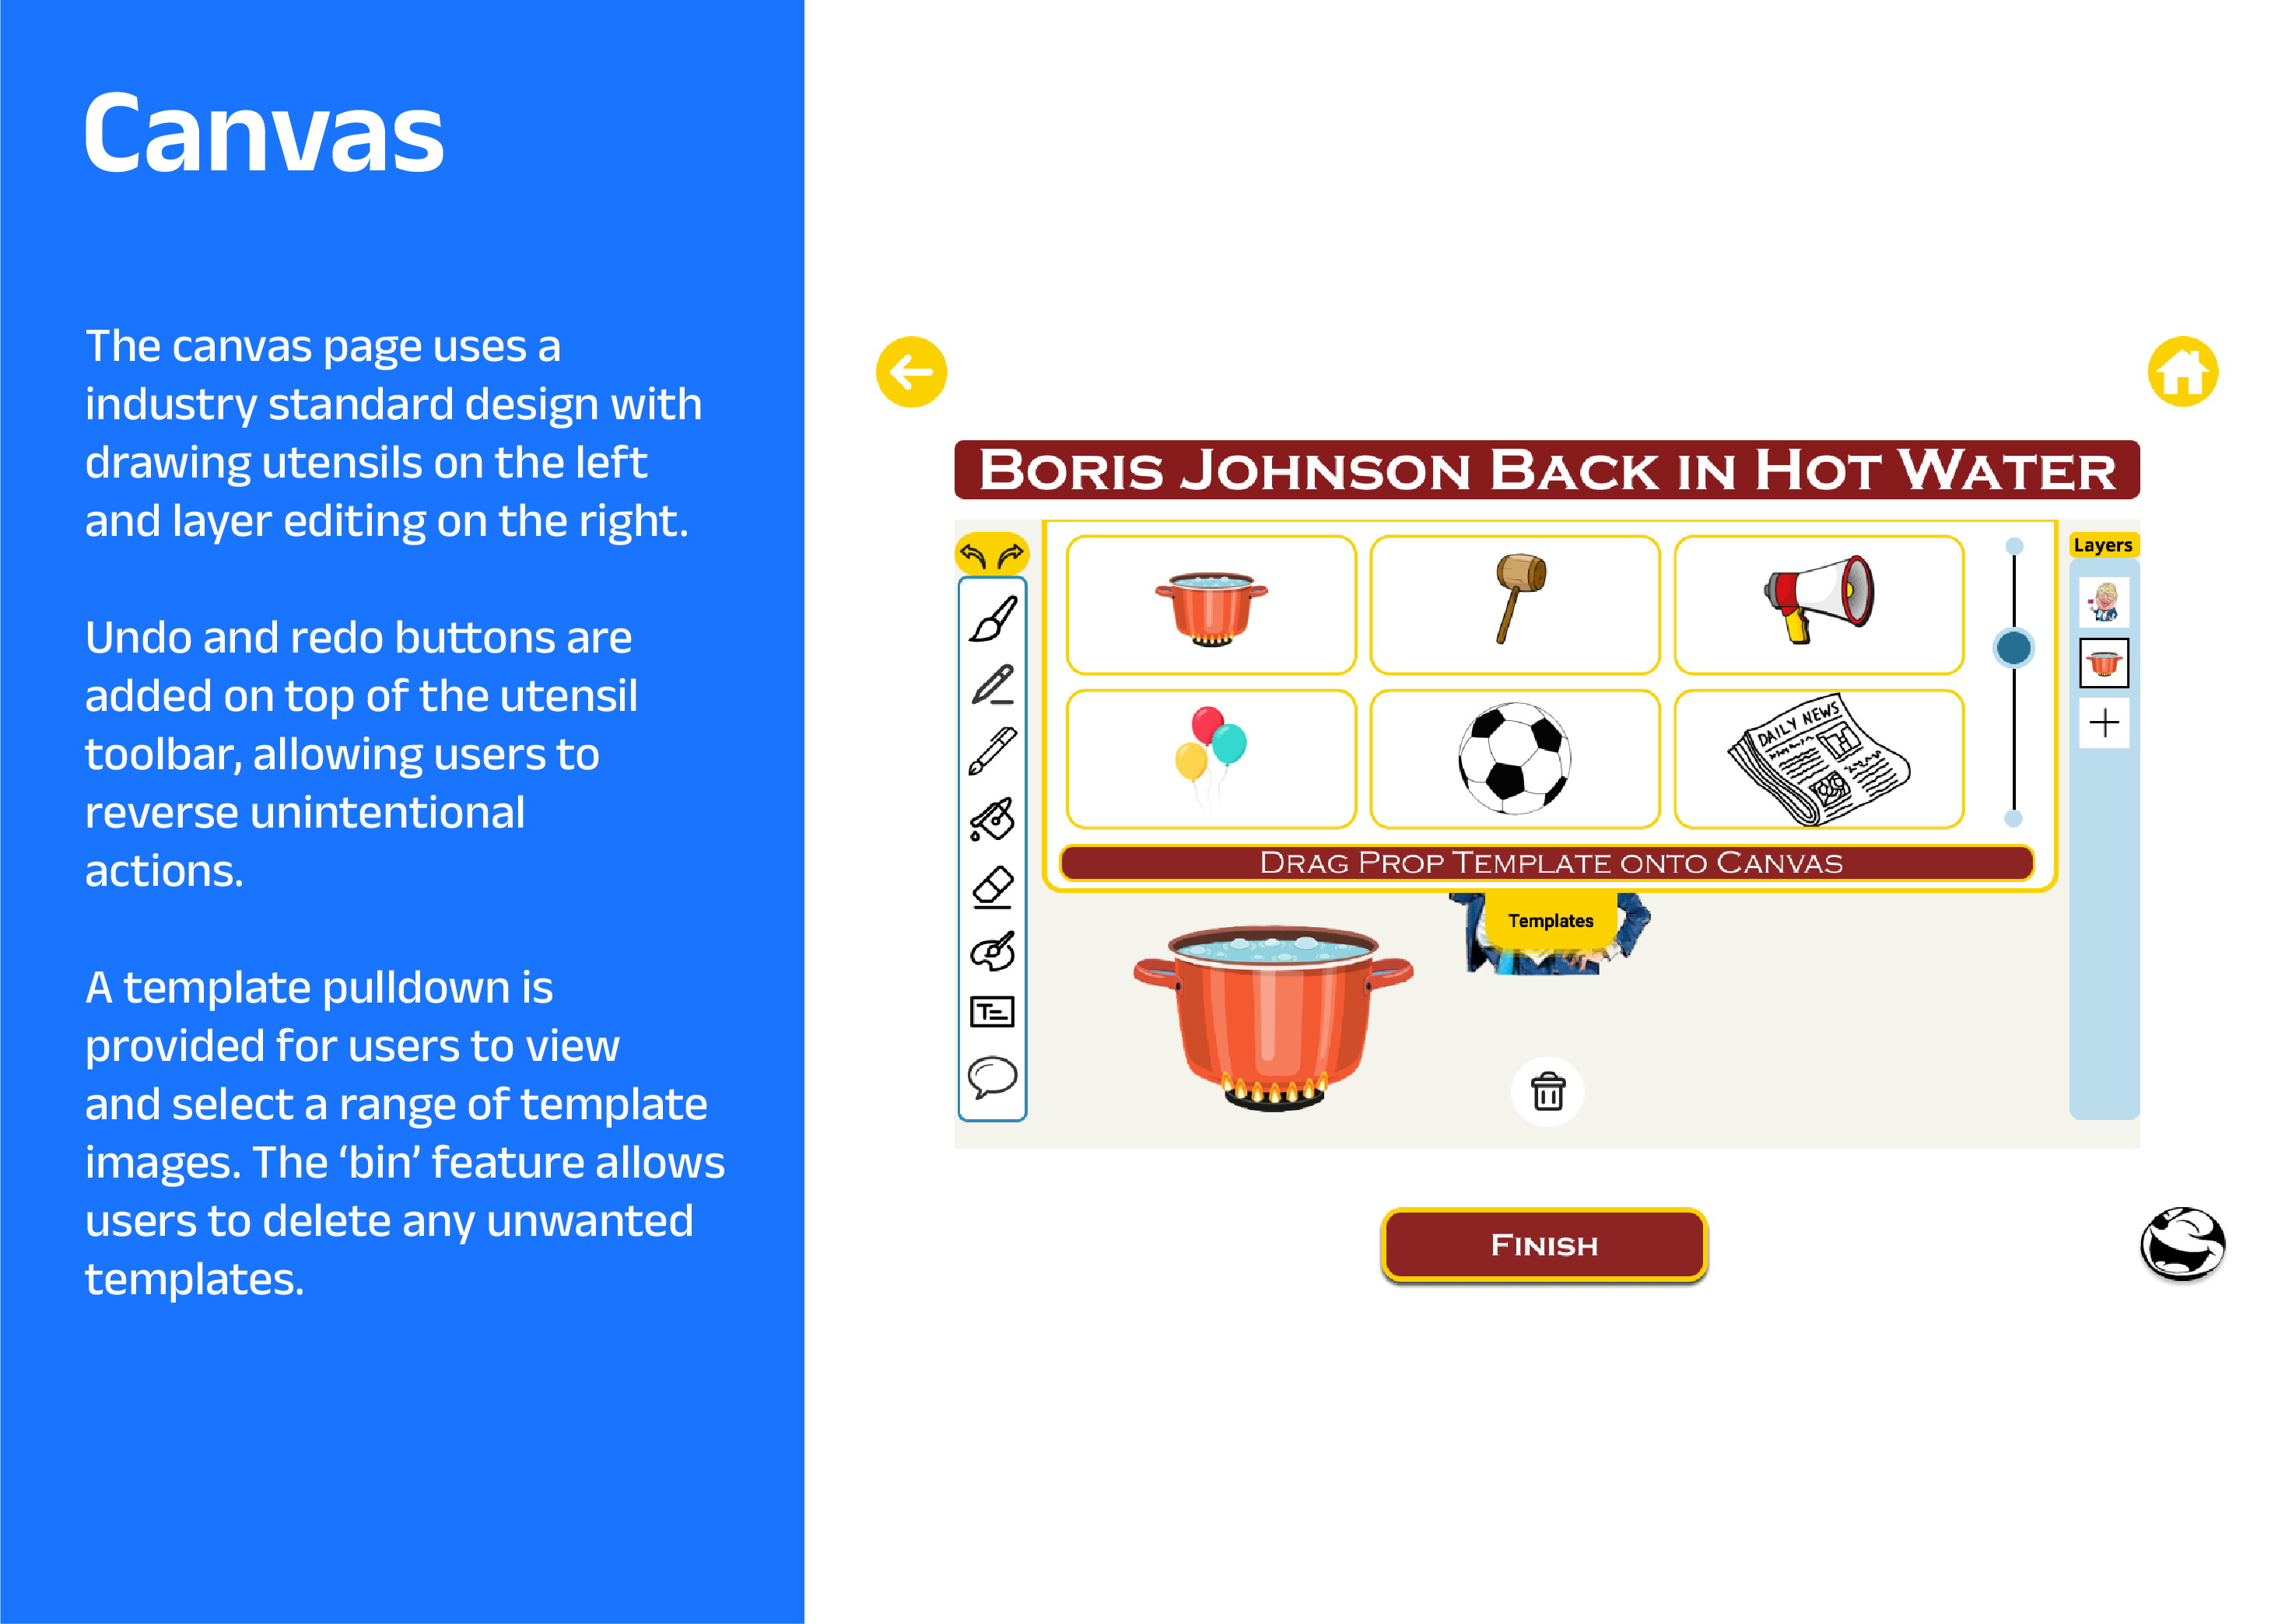 Canvas
The canvas page uses a
industry standard design with
drawing utensils on the left
and layer editing on the right.
Undo and redo buttons are
added on top of the utensil
toolbar, allowing users to
reverse unintentional
actions.
A template pulldown is
provided for users to view
and select a range of template
images. The ‘bin’ feature allows
users to delete any unwanted
templates.
Boris Johnson Back in Hot Water
Layers
DAILY NEWS
Drag Prop Template onto Canvas
Templates
T
Finish